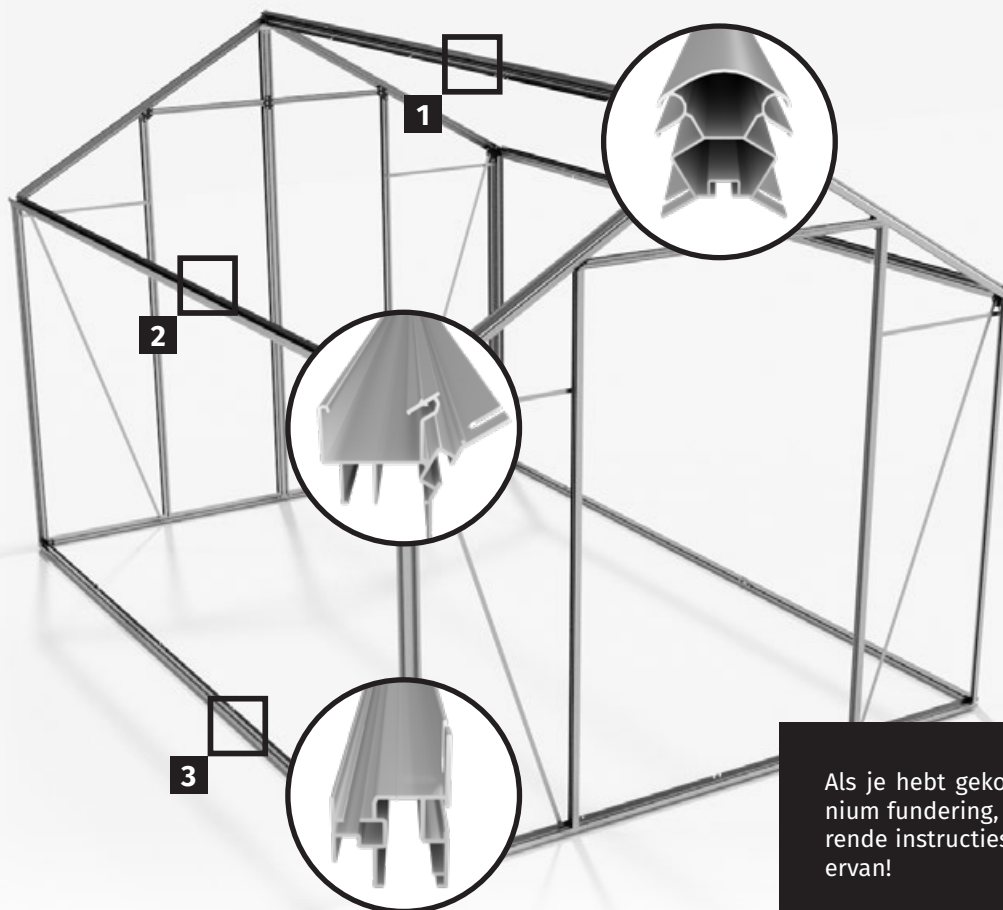 1
2
3
Als je hebt geko
nium fundering,
rende instructies
ervan!